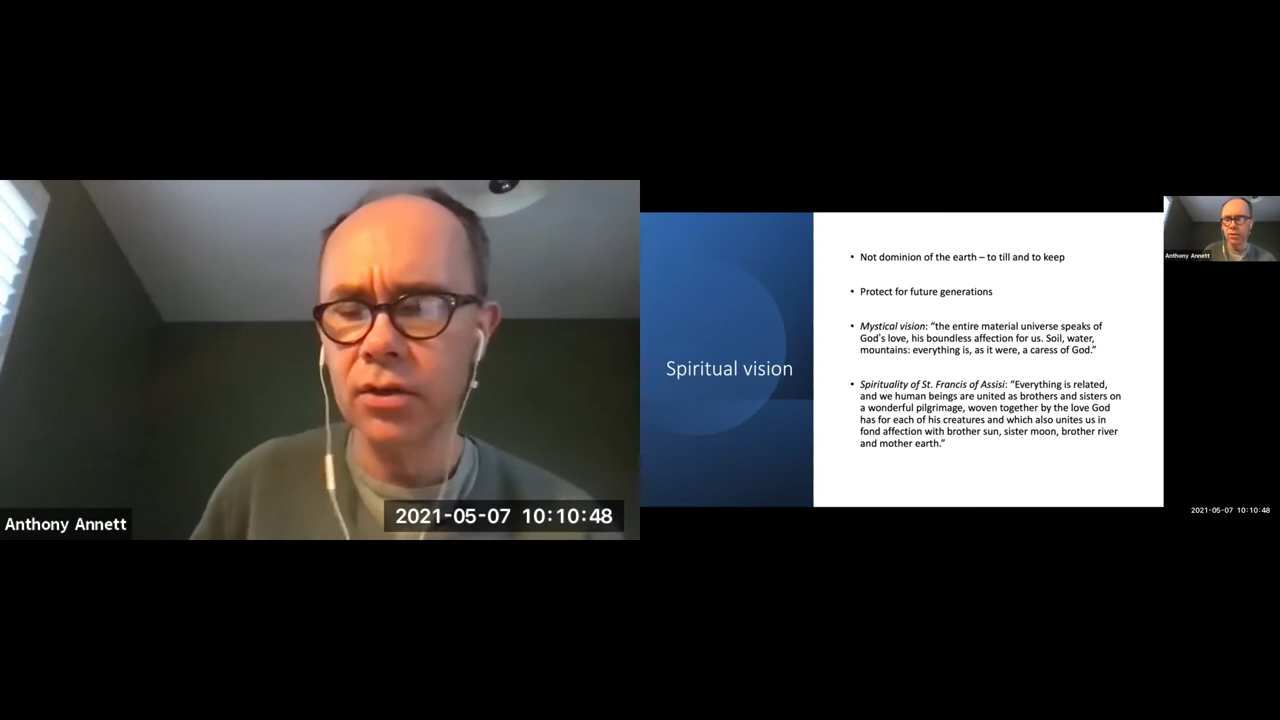 Anthony Annett
2021-05-07 10:10:48
Spiritual vision
• Not dominion of the earth – to till and to keep
• Protect for future generations
• Mystical vision: “the entire material universe speaks of
God’s love, his boundless affection for us. Soil, water,
mountains: everything is, as it were, a caress of God.”
• Spirituality of St. Francis of Assisi: “Everything is related,
and we human beings are united as brothers and sisters on
a wonderful pilgrimage, woven together by the love God
has for each of his creatures and which also unites us in
fond affection with brother sun, sister moon, brother river
and mother earth.”
Anthony Annett
2021-05-07 10:10:48